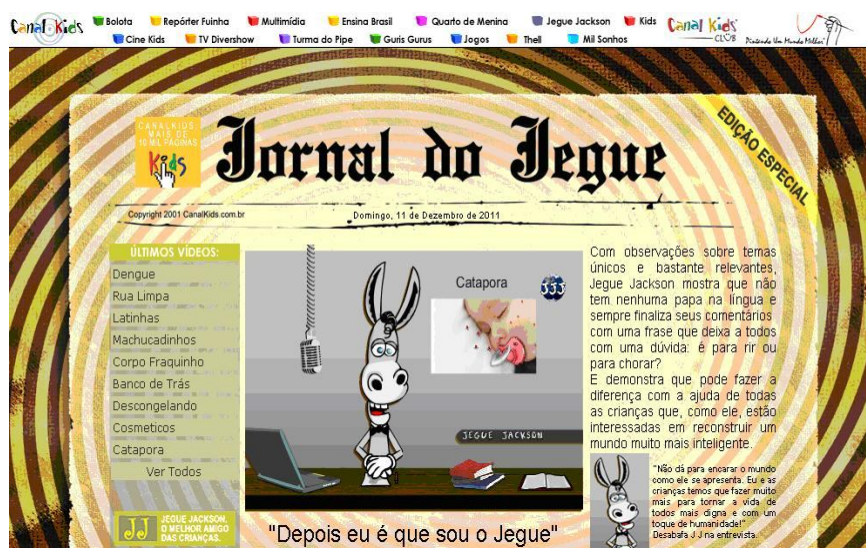 Canal Kids
Bolota
Repórter Fuinha
Multimídia
Ensina Brasil
Quarto de Menina
Jegue Jackson
Kids
Cine Kids
TV Divershow
Turma do Pipe
Guris Gurus
Jogos
Thell
Mil Sonhos
Canal Kids
CLUB
Pintando Um Mundo Melhor
CANALKIDS
MAIS DE
10 MIL PÁGINAS
Kids
Jornal do Jegue
EDIÇÃO ESPECIAL
Copyright 2001 CanalKids.com.br
Domingo, 11 de Dezembro de 2011
ÚLTIMOS VÍDEOS:
Dengue
Rua Limpa
Latinhas
Machucadinhos
Corpo Fraquinho
Banco de Trás
Descongelando
Cosmeticos
Catapora
Ver Todos
JJ
JEGUE JACKSON,
O MELHOR AMIGO
DAS CRIANÇAS.
Catapora
JJJ
JEGUE JACKSON
"Depois eu é que sou o Jegue"
Com observações sobre temas
únicos e bastante relevantes,
Jegue Jackson mostra que não
tem nenhuma papa na língua e
sempre finaliza seus comentários
com uma frase que deixa a todos
com uma dúvida: é para rir ou
para chorar?
E demonstra que pode fazer a
diferença com a ajuda de todas
as crianças que, como ele, estão
interessadas em reconstruir um
mundo muito mais inteligente.
"Não dá para encarar o mundo
como ele se apresenta. Eu e as
crianças temos que fazer muito
mais para tornar a vida de
todos mais digna e com um
toque de humanidade!"
Desabafa J J na entrevista.